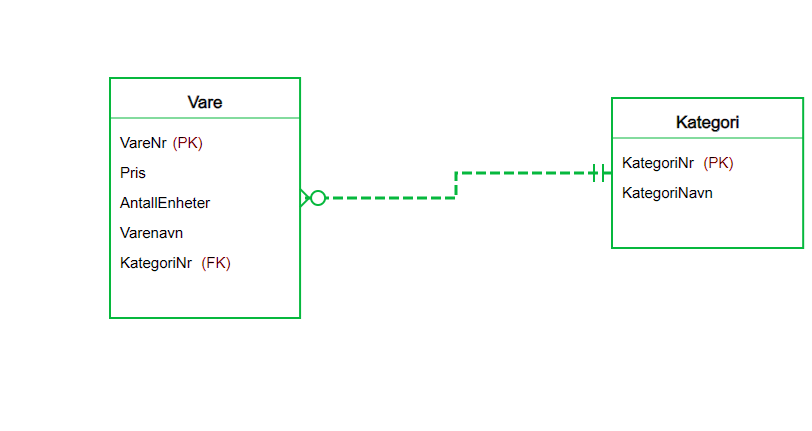 Vare
VareNr (PK)
Pris
AntallEnheter
Varenavn
KategoriNr (FK)
Kategori
KategoriNr (PK)
KategoriNavn